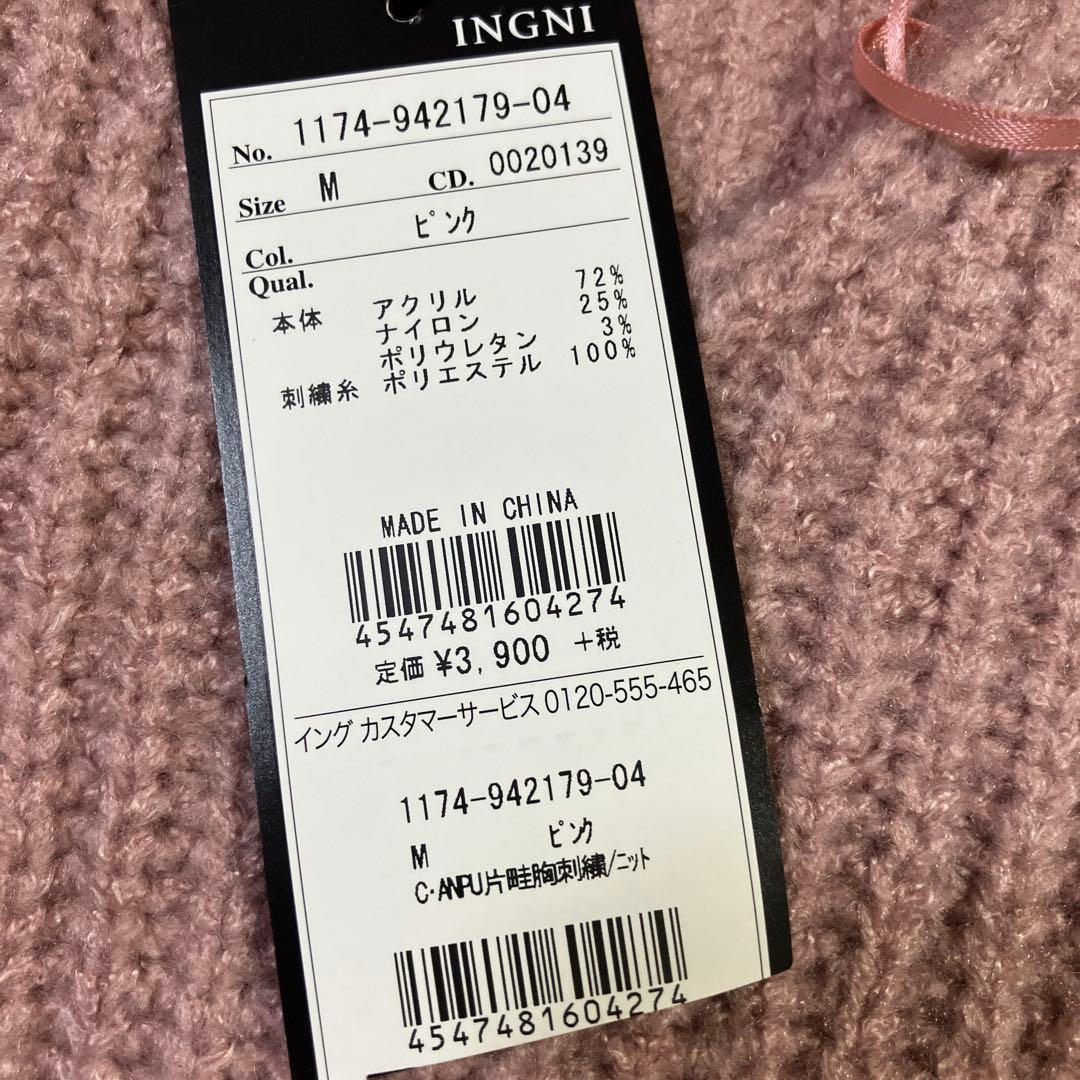 INGNI
No. 1174-942179-04
Size M CD. 0020139
Col. ピンク
Qual.
本体 アクリル 72%
ナイロン 25%
ポリウレタン 3%
刺繍糸 ポリエステル 100%
MADE IN CHINA
4547481604274
定価 ¥3,900 +税
イング カスタマーサービス 0120-555-465
1174-942179-04
M ピンク
C・ANPU片畦胸刺繍/ニット
4547481604274